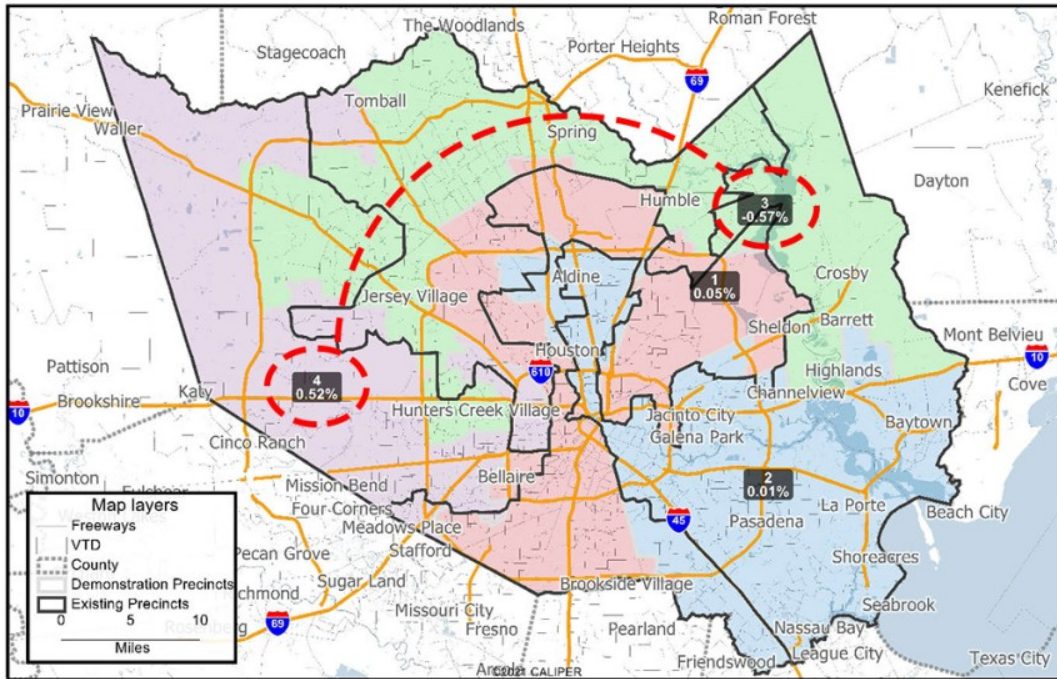 The Woodlands
Roman Forest
Stagecoach
Porter Heights
69
Kenefick
Prairie View
Waller
Tomball
Spring
Dayton
Humble
3
-0.57%
Aldine
1
0.05%
Crosby
Jersey Village
Sheldon
Barrett
Mont Belvieu
Houston
Pattison
4
0.52%
610
Highlands
10
Cove
Katy
Brookshire
10
Hunters Creek Village
Jacinto City
Channelview
Galena Park
Baytown
Cinco Ranch
Simonton
Bellaire
Mission Bend
2
0.01%
La Porte
Four Corners
Meadows Place
45
Pasadena
Beach City
Stafford
Shoreacres
Pecan Grove
Sugar Land
Brookside Village
Seabrook
Missouri City
69
Fresno
Pearland
Nassau Bay
League City
Friendswood
Texas City
©2021 CALIPER
Map layers
Freeways
VTD
County
Demonstration Precincts
Existing Precincts
0 5 10
Miles